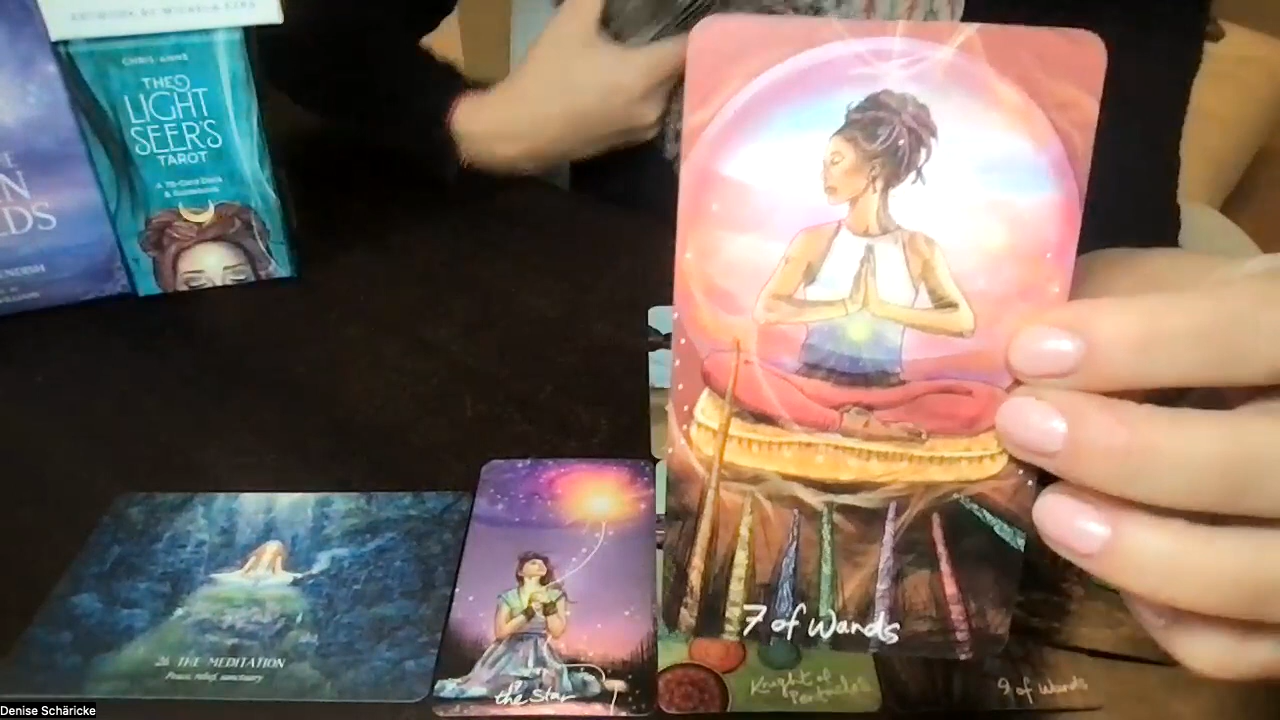 CHRIS-ANNE
THE
LIGHT
SEER'S
TAROT
A 78-Card Deck
& Guidebook
26 THE MEDITATION
Peace, relief, sanctuary
the Star
7 of Wands
Knight of
Pentacles
9 of Wands
Denise Schäricke